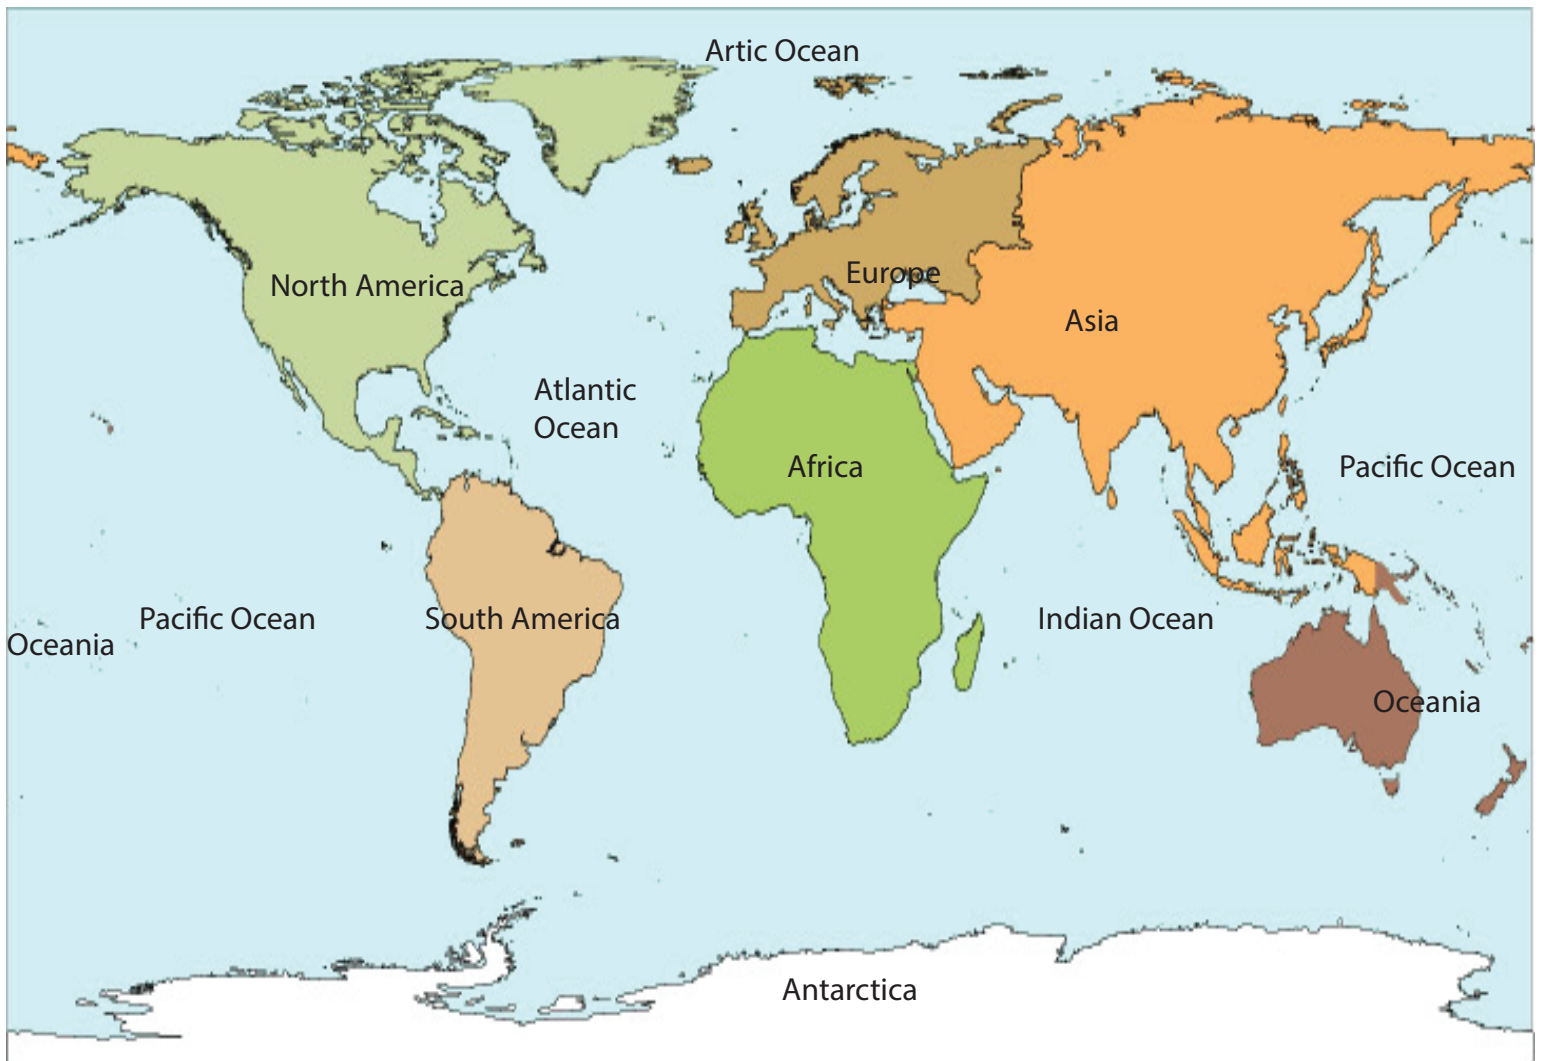 Artic Ocean
North America
Europe
Asia
Atlantic
Ocean
Africa
Pacific Ocean
Pacific Ocean
South America
Indian Ocean
Oceania
Oceania
Antarctica